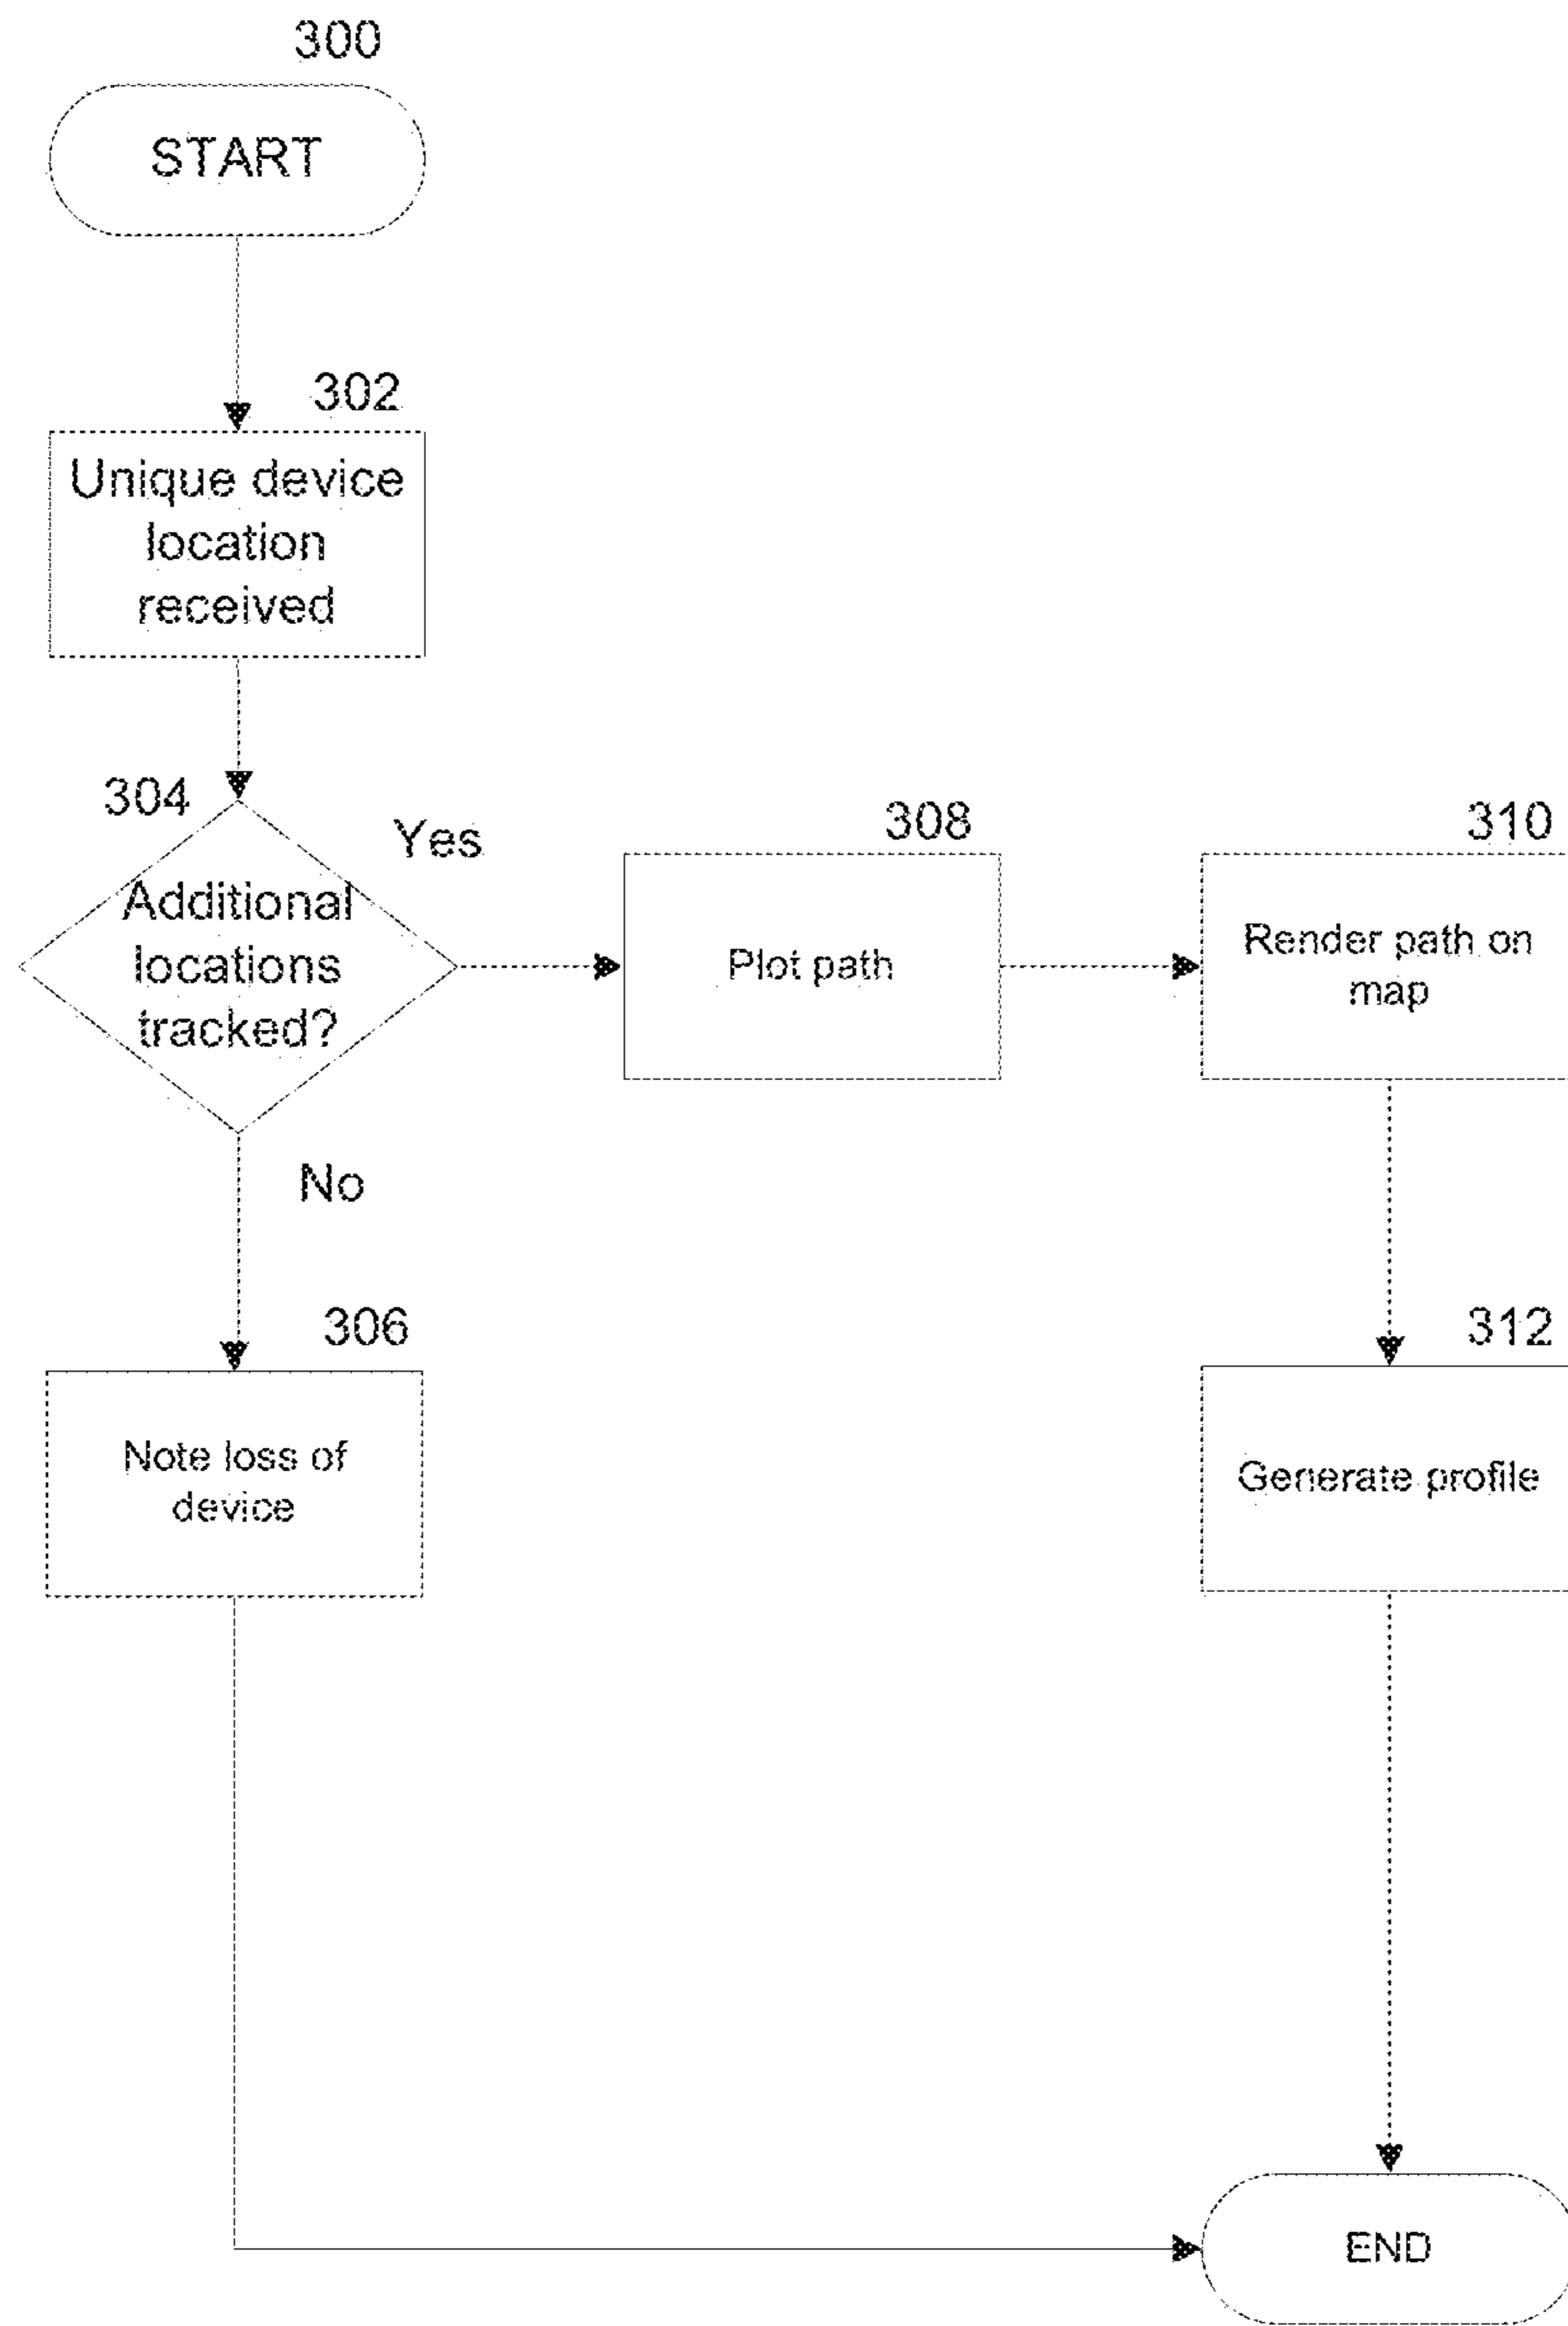 300
START
302
Unique device
location
received
304
Additional
locations
tracked?
Yes
308
Plot path
310
Render path on
map
No
306
Note loss of
device
312
Generate profile
END